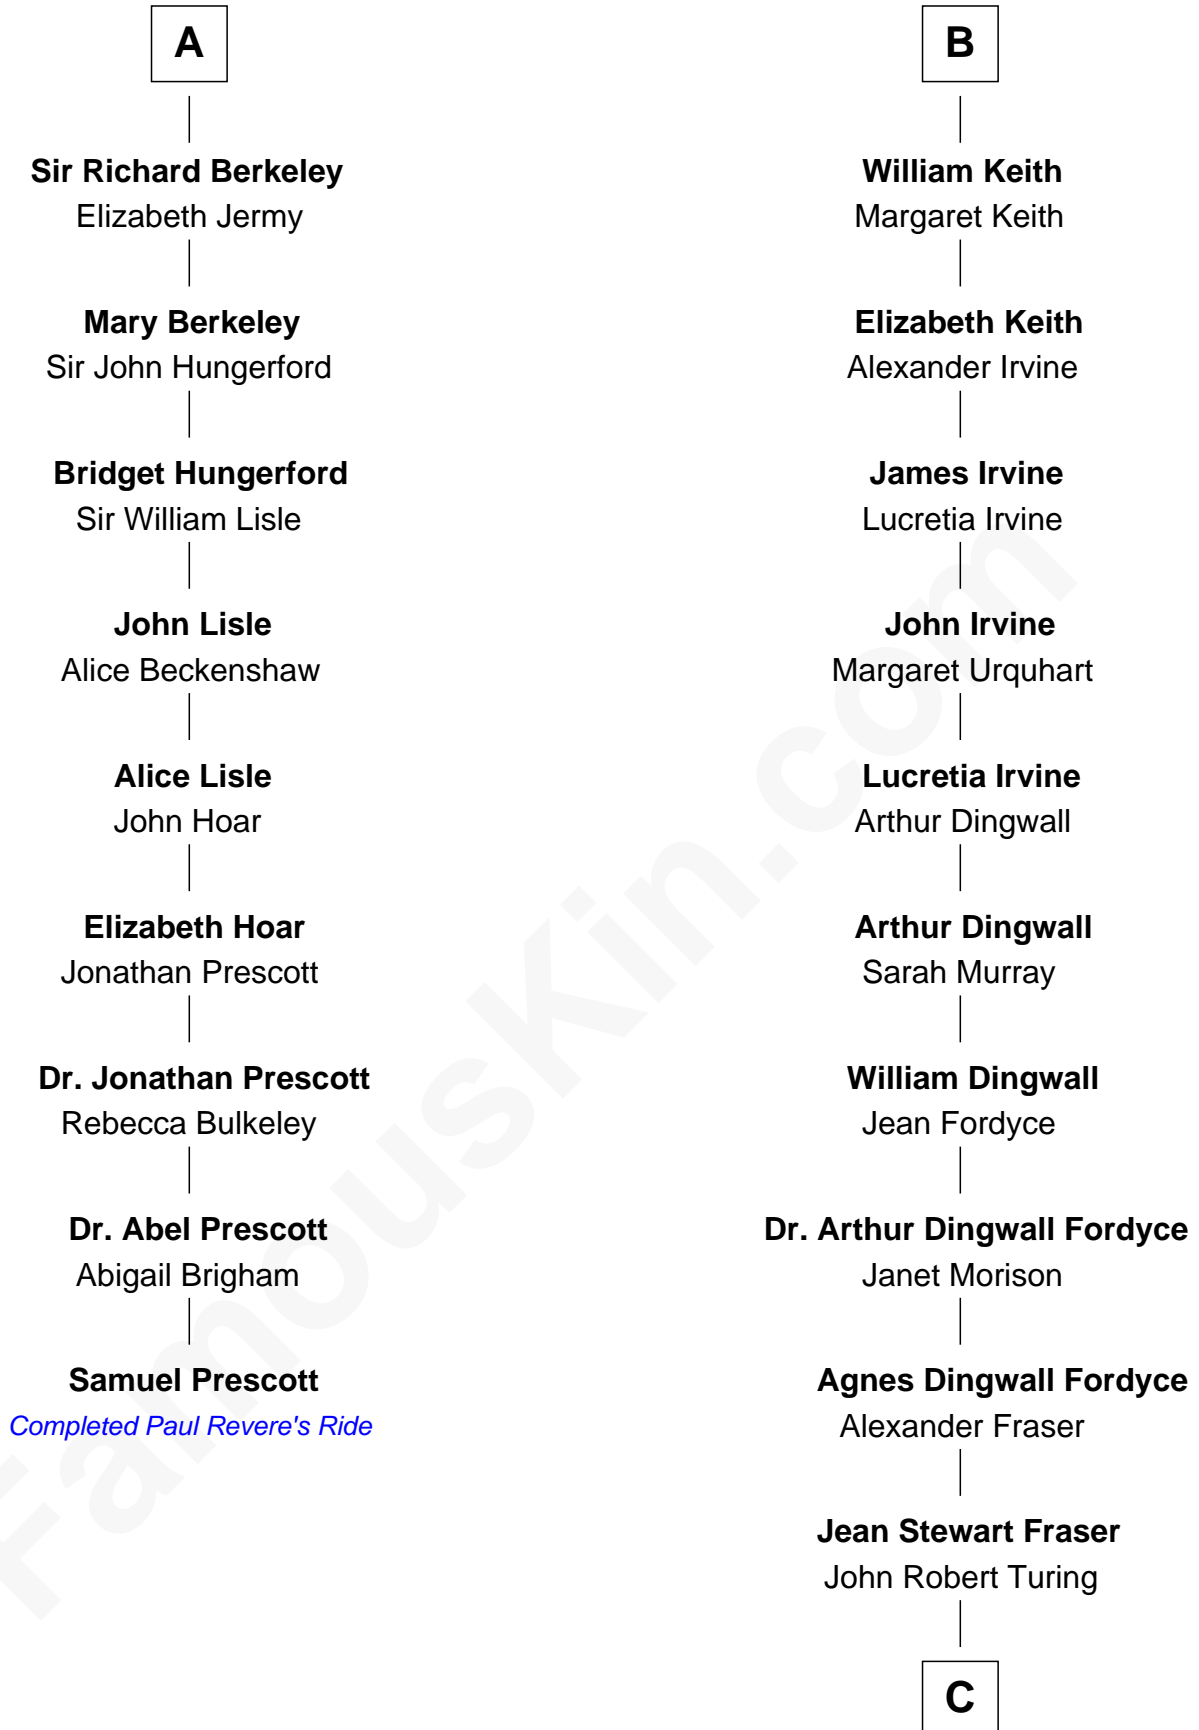 A
Sir Richard Berkeley
Elizabeth Jermy
Mary Berkeley
Sir John Hungerford
Bridget Hungerford
Sir William Lisle
John Lisle
Alice Beckenshaw
Alice Lisle
John Hoar
Elizabeth Hoar
Jonathan Prescott
Dr. Jonathan Prescott
Rebecca Bulkeley
Dr. Abel Prescott
Abigail Brigham
Samuel Prescott
Completed Paul Revere's Ride
B
William Keith
Margaret Keith
Elizabeth Keith
Alexander Irvine
James Irvine
Lucretia Irvine
John Irvine
Margaret Urquhart
Lucretia Irvine
Arthur Dingwall
Arthur Dingwall
Sarah Murray
William Dingwall
Jean Fordyce
Dr. Arthur Dingwall Fordyce
Janet Morison
Agnes Dingwall Fordyce
Alexander Fraser
Jean Stewart Fraser
John Robert Turing
C
FamousKin.com